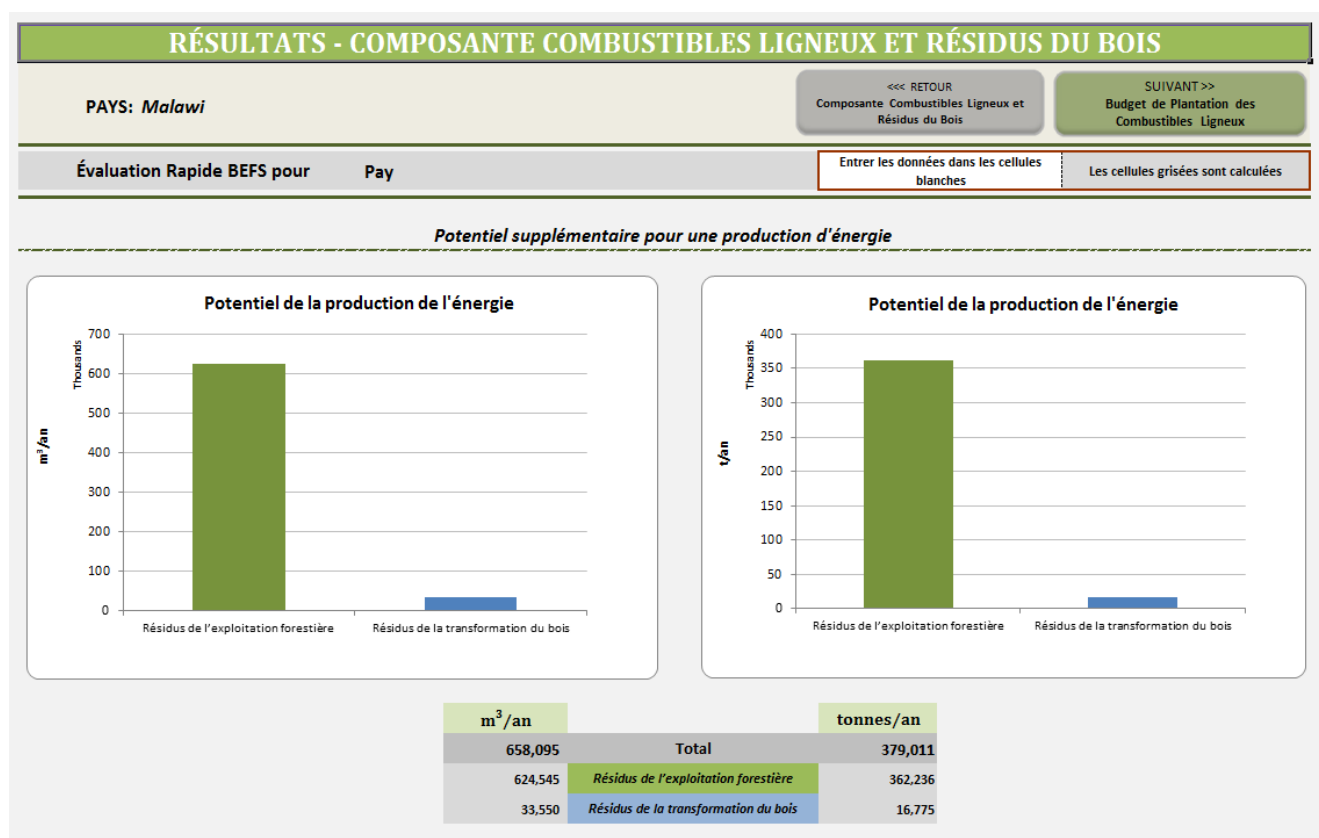 RÉSULTATS - COMPOSANTE COMBUSTIBLES LIGNEUX ET RÉSIDUS DU BOIS
PAYS: Malawi
<<< RETOUR
Composante Combustibles Ligneux et
Résidus du Bois
SUIVANT>>
Budget de Plantation des
Combustibles Ligneux
Évaluation Rapide BEFS pour Pay
Entrer les données dans les cellules
blanches
Les cellules grisées sont calculées
Potentiel supplémentaire pour une production d'énergie
Potentiel de la production de l'énergie
m³/an
Thousands
700
600
500
400
300
200
100
0
Résidus de l'exploitation forestière
Résidus de la transformation du bois
Potentiel de la production de l'énergie
t/an
Thousands
400
350
300
250
200
150
100
50
0
Résidus de l'exploitation forestière
Résidus de la transformation du bois
m³/an tonnes/an
658,095 Total 379,011
624,545 Résidus de l'exploitation forestière 362,236
33,550 Résidus de la transformation du bois 16,775